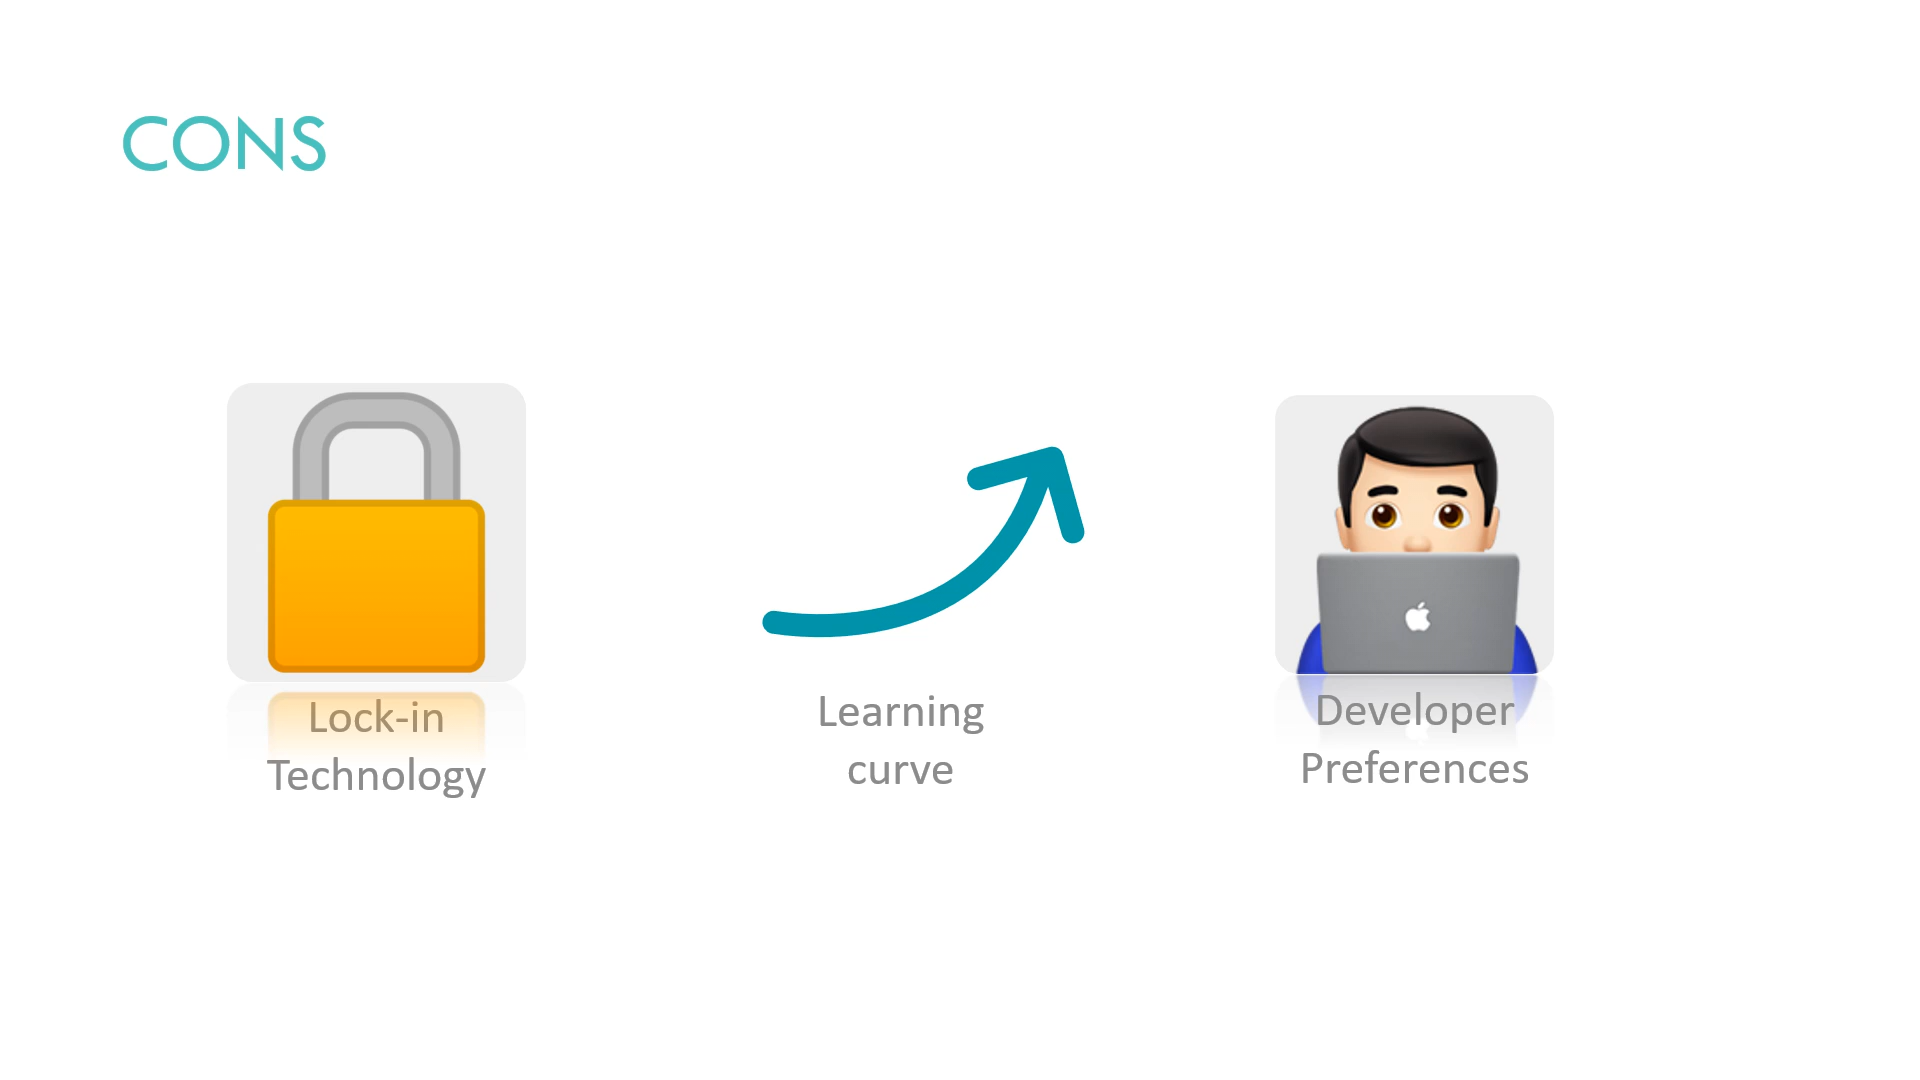 CONS
Lock-in
Technology
Learning
curve
Developer
Preferences